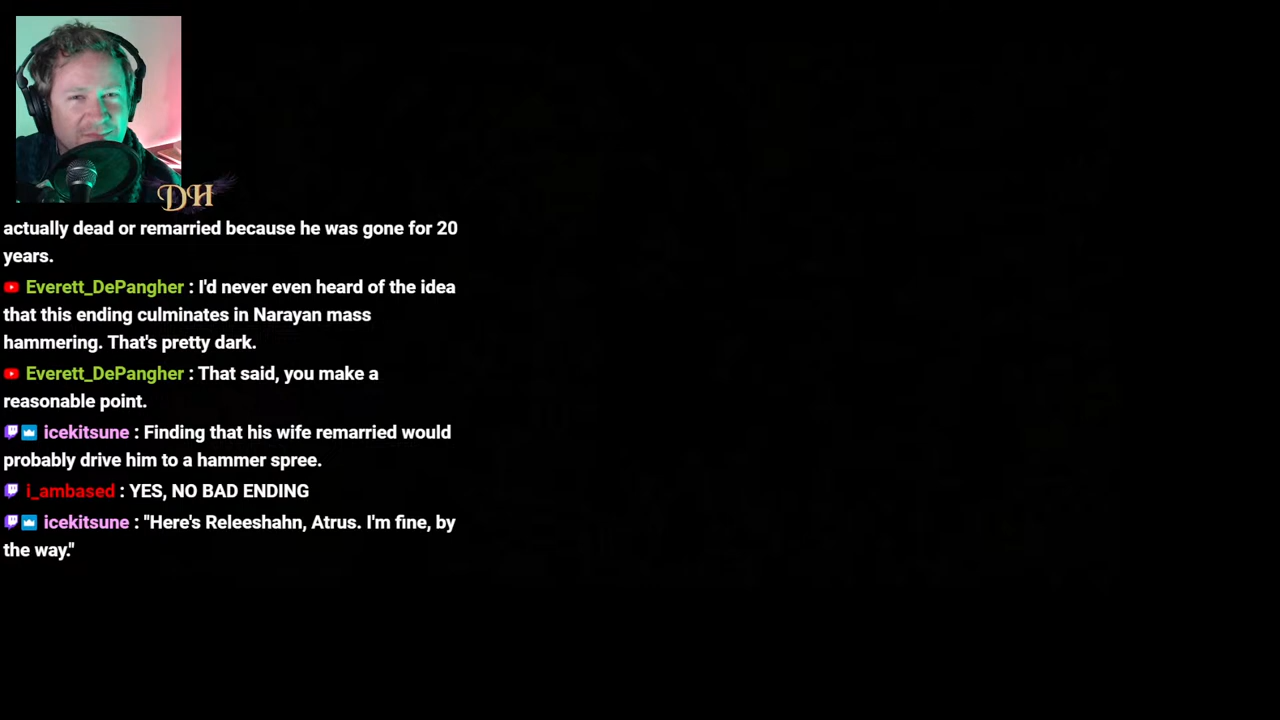 DH
actually dead or remarried because he was gone for 20
years.
Everett_DePangher : I'd never even heard of the idea
that this ending culminates in Narayan mass
hammering. That's pretty dark.
Everett_DePangher : That said, you make a
reasonable point.
icekitsune : Finding that his wife remarried would
probably drive him to a hammer spree.
i_ambased : YES, NO BAD ENDING
icekitsune : "Here's Releeshahn, Atrus. I'm fine, by
the way."